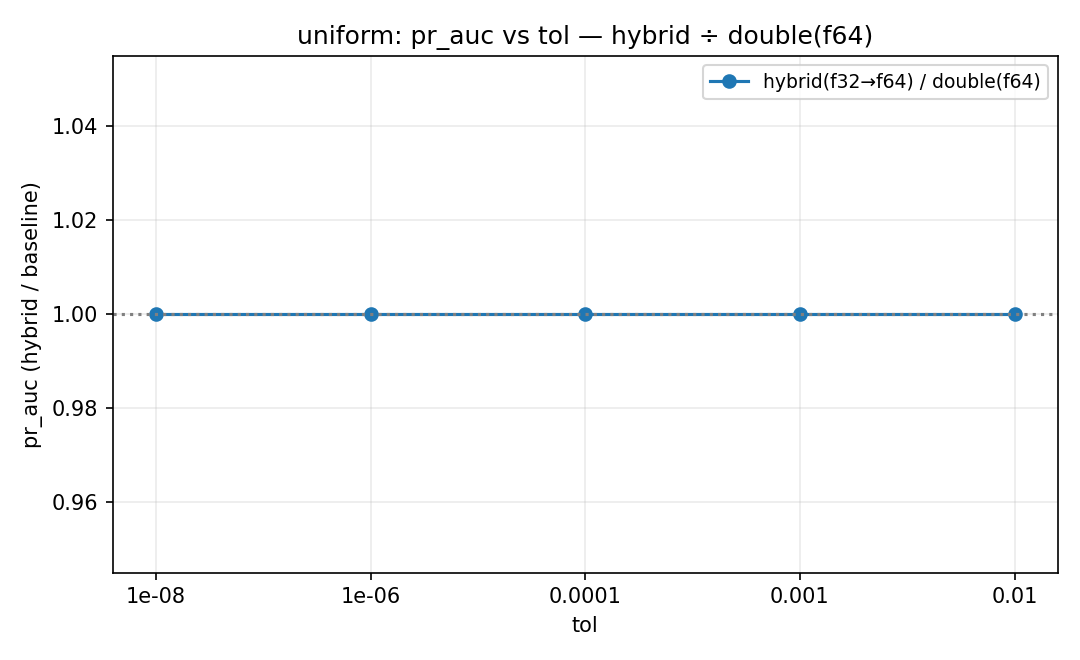 uniform: pr_auc vs tol — hybrid ÷ double(f64)
hybrid(f32→f64) / double(f64)
pr_auc (hybrid / baseline)
1.04
1.02
1.00
0.98
0.96
1e-08 1e-06 0.0001 0.001 0.01
tol